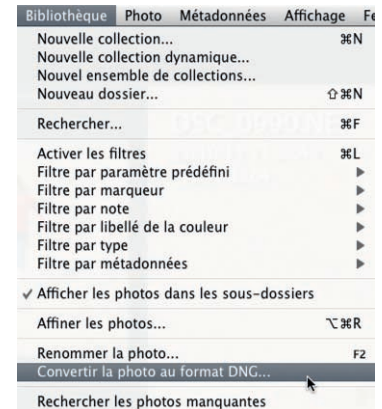 Bibliothèque Photo Métadonnées Affichage Fe
Nouvelle collection... ⌘N
Nouvelle collection dynamique...
Nouvel ensemble de collections...
Nouveau dossier... ⇧⌘N
Rechercher... ⌘F
Activer les filtres ⌘L
Filtre par paramètre prédéfini ▶
Filtre par marqueur ▶
Filtre par note ▶
Filtre par libellé de la couleur ▶
Filtre par type ▶
Filtre par métadonnées ▶
✓ Afficher les photos dans les sous-dossiers
Affiner les photos... ⌥⌘R
Renommer la photo... F2
Convertir la photo au format DNG...
Rechercher les photos manquantes